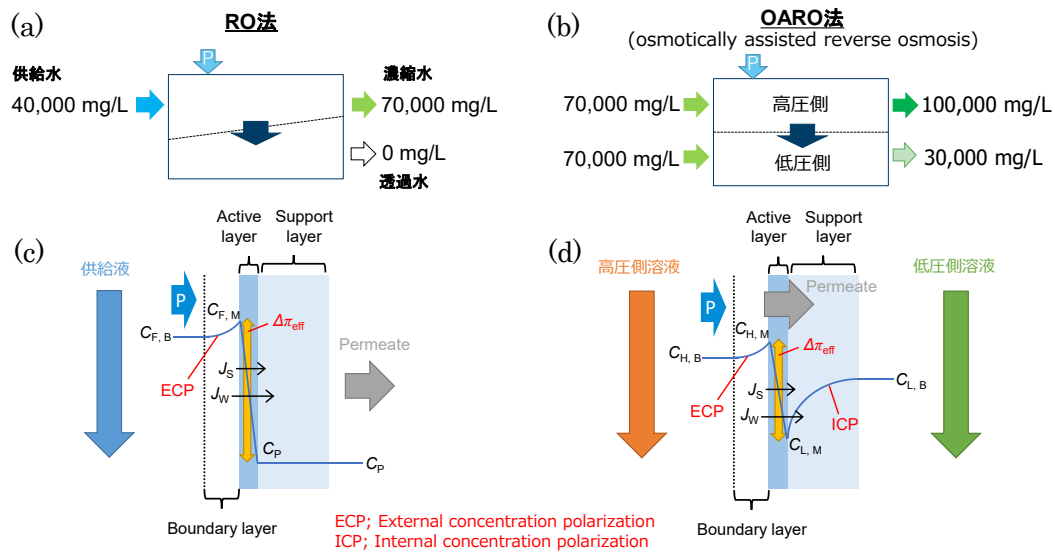 (a)
RO法
P
供給水
40,000 mg/L
濃縮水
70,000 mg/L
0 mg/L
透過水
(b)
OARO法
(osmotically assisted reverse osmosis)
P
70,000 mg/L
高圧側
100,000 mg/L
70,000 mg/L
低圧側
30,000 mg/L
(c)
Active
layer
Support
layer
供給液
P
CF, M
CF, B
Δπeff
Permeate
ECP
JS
JW
CP
CP
Boundary layer
(d)
Active
layer
Support
layer
高圧側溶液
低圧側溶液
P
Permeate
CH, M
CH, B
Δπeff
CL, B
ECP
JS
JW
ICP
CL, M
Boundary layer
ECP; External concentration polarization
ICP; Internal concentration polarization